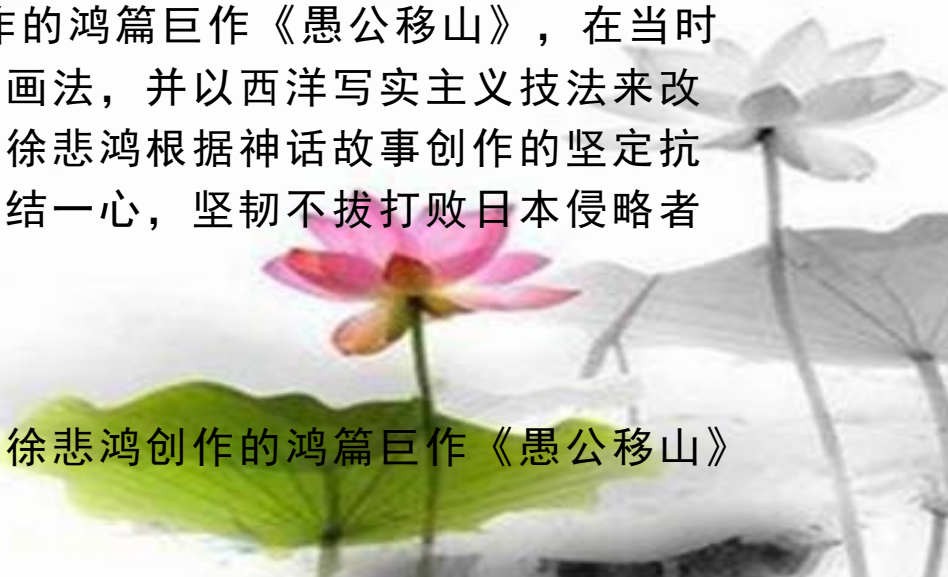 作的鸿篇巨作《愚公移山》，在当时
画法，并以西洋写实主义技法来改
徐悲鸿根据神话故事创作的坚定抗
结一心，坚韧不拔打败日本侵略者
徐悲鸿创作的鸿篇巨作《愚公移山》